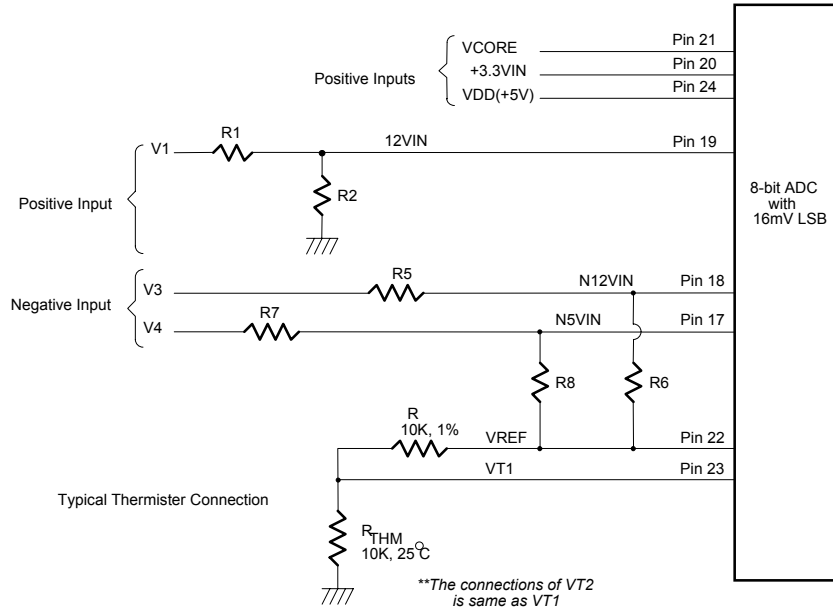 VCORE
Pin 21
+3.3VIN
Pin 20
Positive Inputs
VDD(+5V)
Pin 24
R1
V1
12VIN
Pin 19
R2
Positive Input
8-bit ADC
with
16mV LSB
V3
R5
N12VIN
Pin 18
Negative Input
V4
R7
N5VIN
Pin 17
R8
R6
R
10K, 1%
VREF
Pin 22
VT1
Pin 23
Typical Thermister Connection
R THM
10K, 25°C
**The connections of VT2
is same as VT1